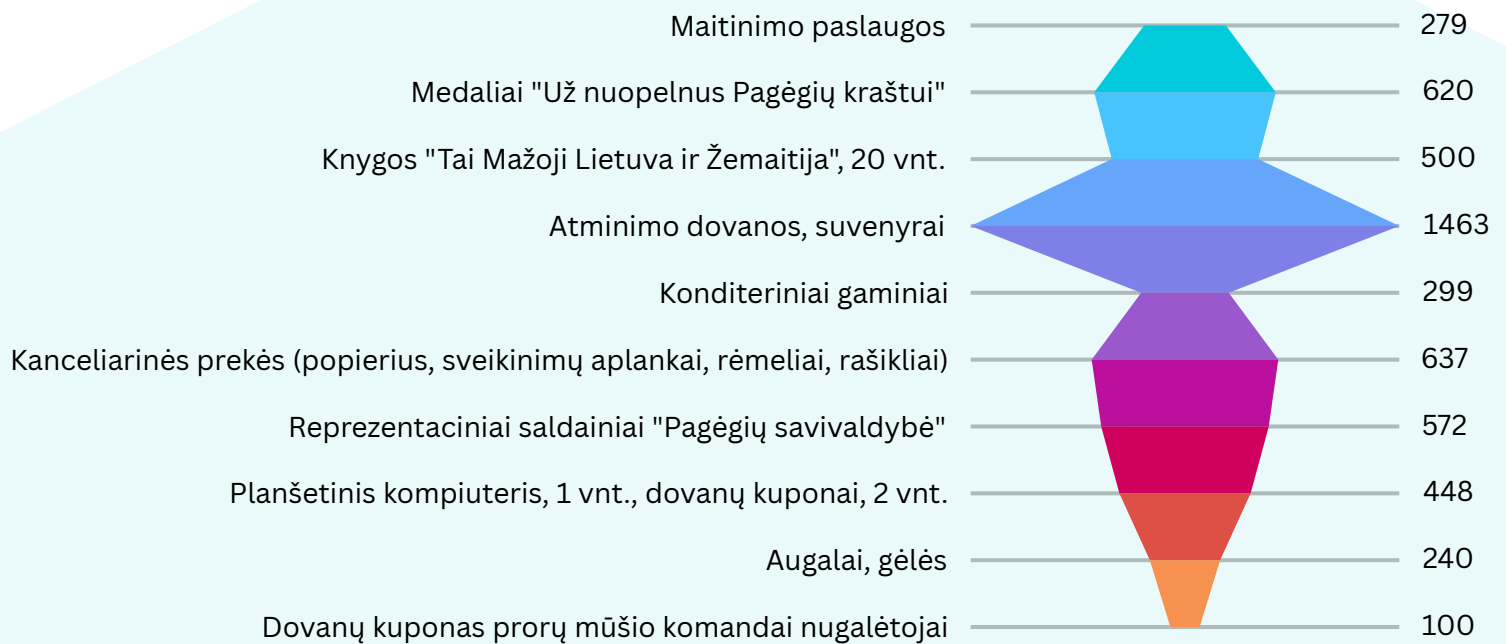 Maitinimo paslaugos 279
Medaliai "Už nuopelnus Pagėgių kraštui" 620
Knygos "Tai Mažoji Lietuva ir Žemaitija", 20 vnt. 500
Atminimo dovanos, suvenyrai 1463
Konditeriniai gaminiai 299
Kanceliarinės prekės (popierius, sveikinimų aplankai, rėmeliai, rašikliai) 637
Reprezentaciniai saldainiai "Pagėgių savivaldybė" 572
Planšetinis kompiuteris, 1 vnt., dovanų kuponai, 2 vnt. 448
Augalai, gėlės 240
Dovanų kuponas prorų mūšio komandai nugalėtojai 100